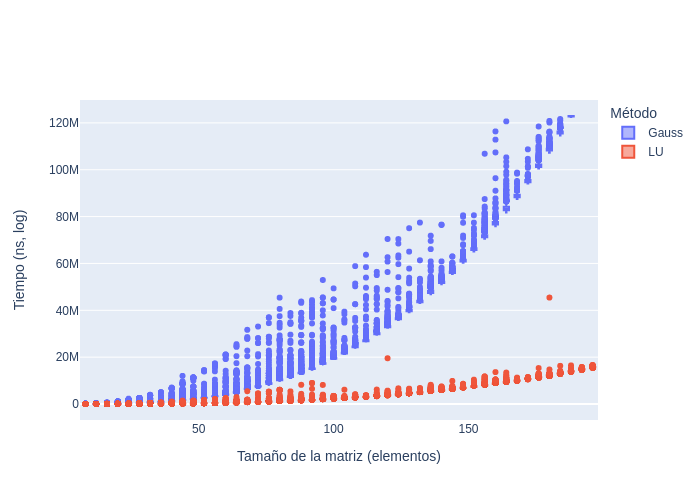 Método
Gauss
LU
Tiempo (ns, log)
120M
100M
80M
60M
40M
20M
0
50
100
150
Tamaño de la matriz (elementos)